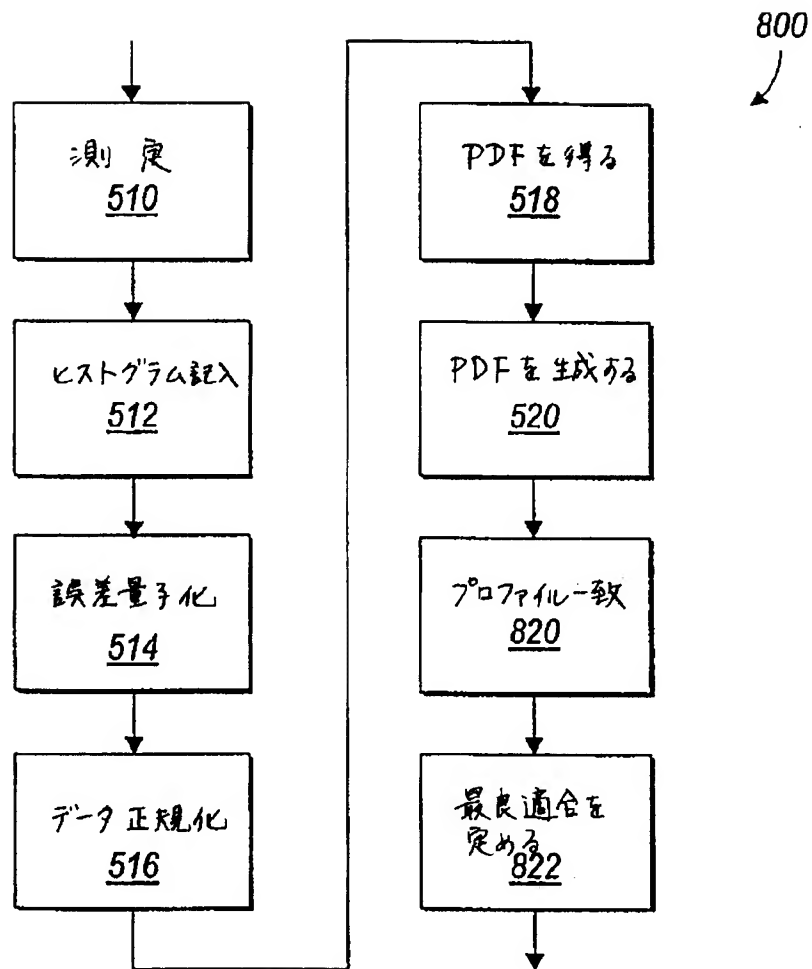 800
測定
510
ヒストグラム記入
512
誤差量子化
514
データ正規化
516
PDFを得る
518
PDFを生成する
520
プロファイル一致
820
最良適合を
定める
822